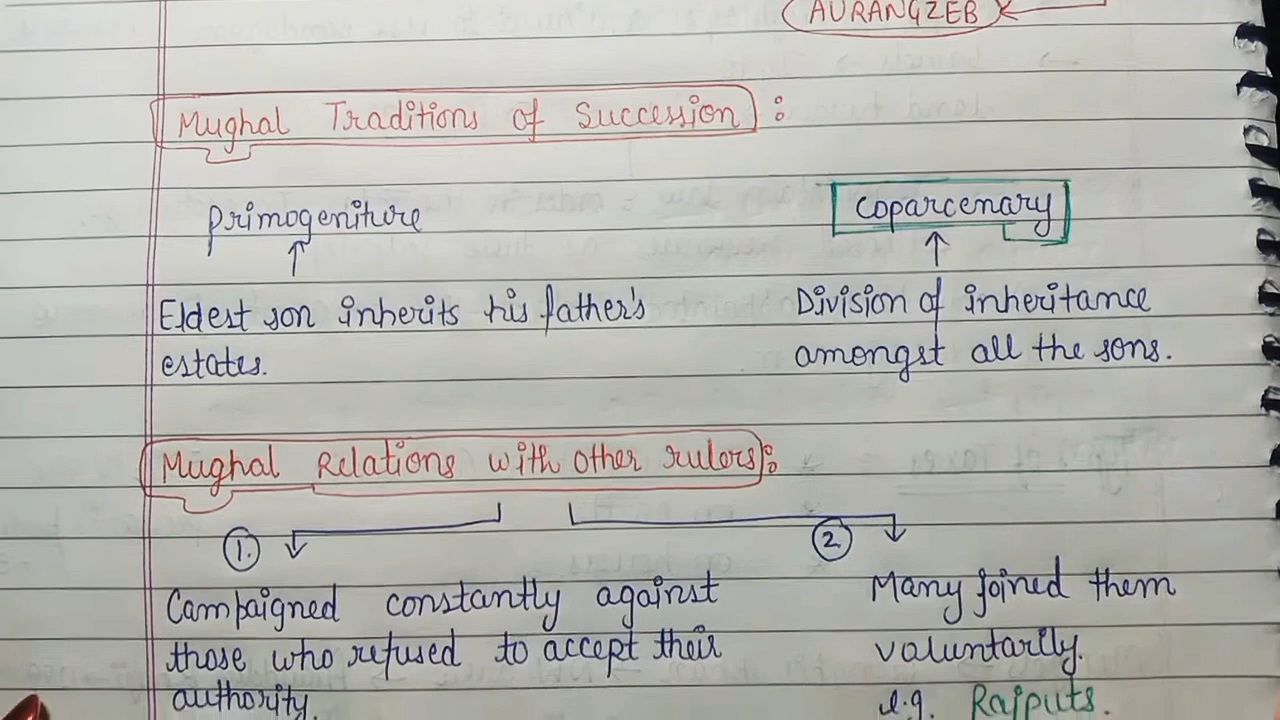 AURANGZEB
Mughal Traditions of Succession :
primogeniture
coparcenary
Eldest son inherits his father's
estates.
Division of inheritance
amongst all the sons.
Mughal Relations with other rulers:
1.
2
Campaigned constantly against
those who refused to accept their
authority.
Many joined them
voluntarily.
e.g. Rajputs.